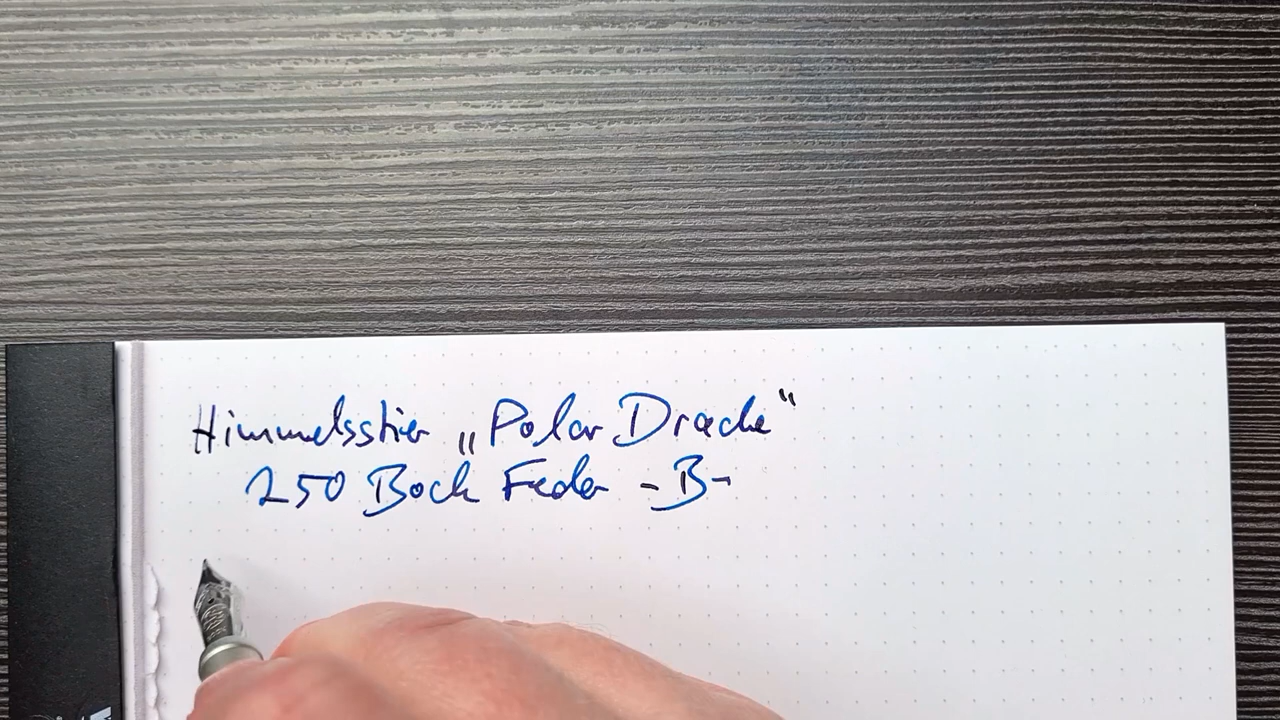 Himmelsstier „Polar Drache“
250 Bock Feder -B-